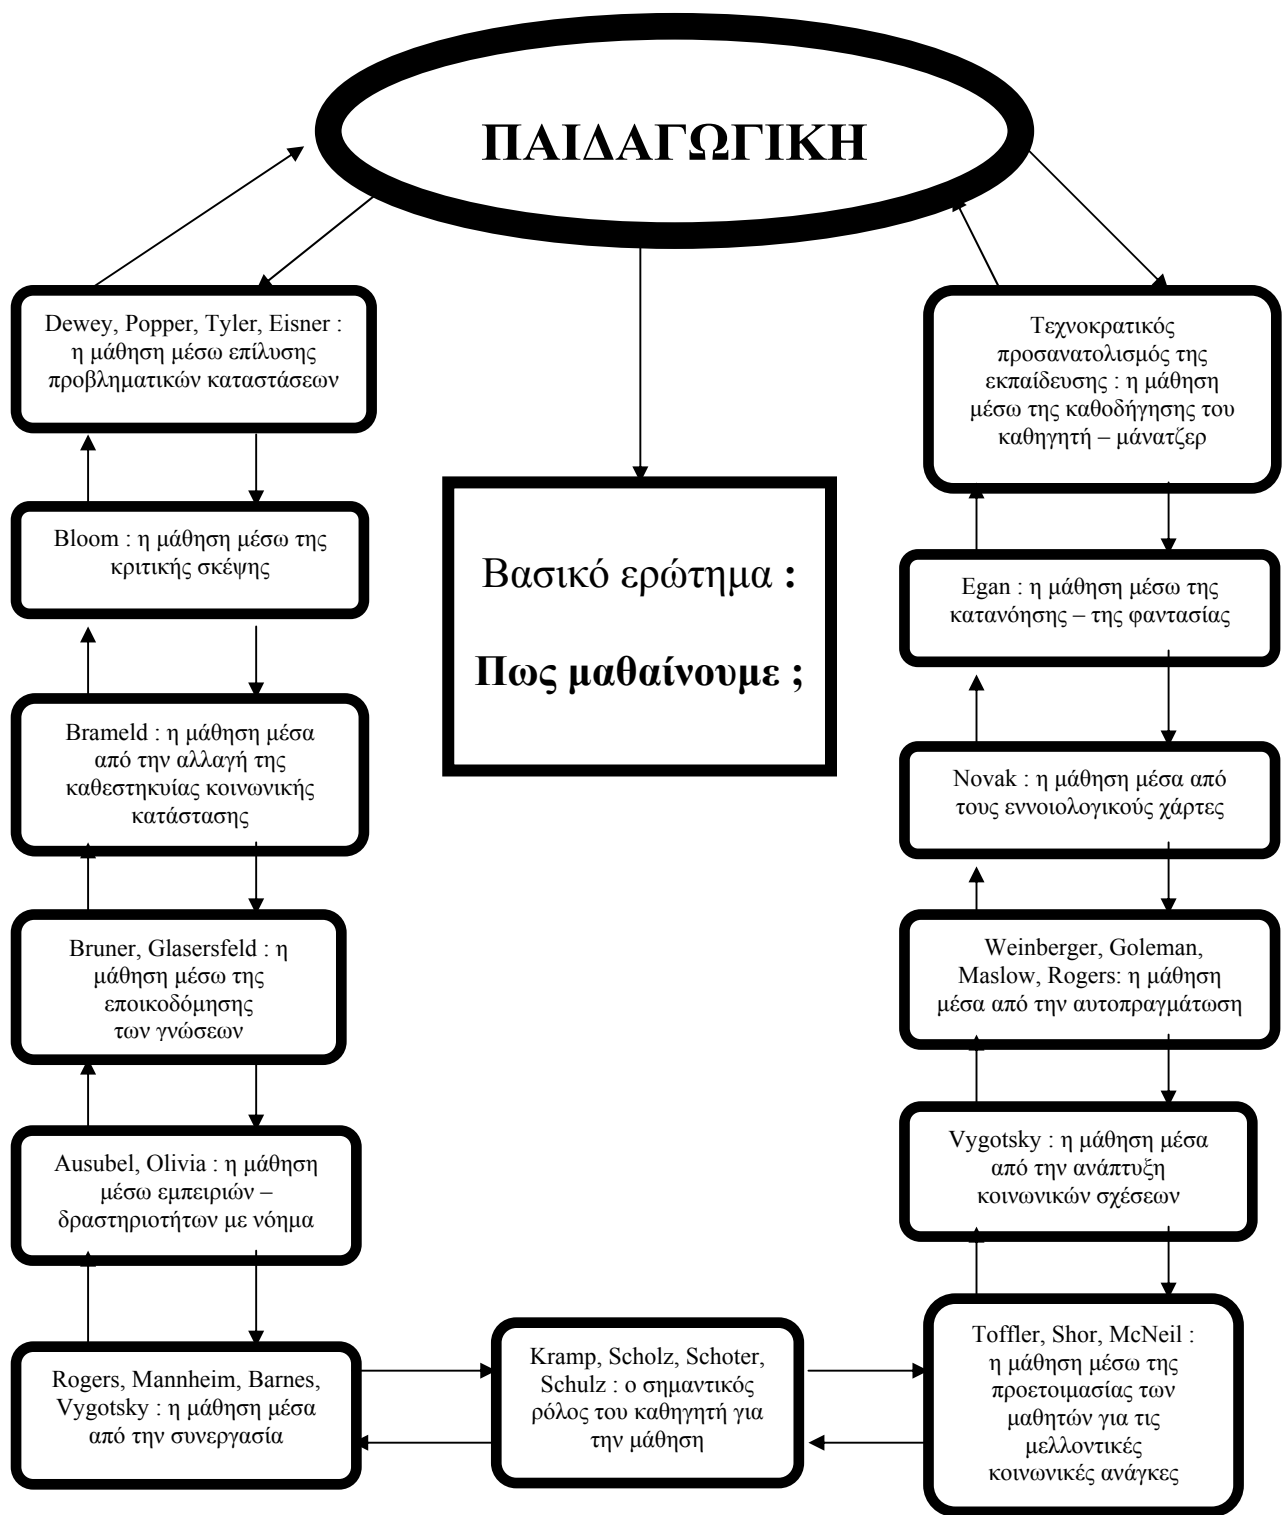 ΠΑΙΔΑΓΩΓΙΚΗ
Dewey, Popper, Tyler, Eisner :
η μάθηση μέσω επίλυσης
προβληματικών καταστάσεων
Bloom : η μάθηση μέσω της
κριτικής σκέψης
Brameld : η μάθηση μέσα
από την αλλαγή της
καθεστηκυίας κοινωνικής
κατάστασης
Bruner, Glasersfeld : η
μάθηση μέσω της
εποικοδόμησης
των γνώσεων
Ausubel, Olivia : η μάθηση
μέσω εμπειριών –
δραστηριοτήτων με νόημα
Rogers, Mannheim, Barnes,
Vygotsky : η μάθηση μέσα
από την συνεργασία
Βασικό ερώτημα :
Πως μαθαίνουμε ;
Kramp, Scholz, Schoter,
Schulz : ο σημαντικός
ρόλος του καθηγητή για
την μάθηση
Τεχνοκρατικός
προσανατολισμός της
εκπαίδευσης : η μάθηση
μέσω της καθοδήγησης του
καθηγητή – μάνατζερ
Egan : η μάθηση μέσω της
κατανόησης – της φαντασίας
Novak : η μάθηση μέσα από
τους εννοιολογικούς χάρτες
Weinberger, Goleman,
Maslow, Rogers: η μάθηση
μέσα από την αυτοπραγμάτωση
Vygotsky : η μάθηση μέσα
από την ανάπτυξη
κοινωνικών σχέσεων
Toffler, Shor, McNeil :
η μάθηση μέσω της
προετοιμασίας των
μαθητών για τις
μελλοντικές
κοινωνικές ανάγκες